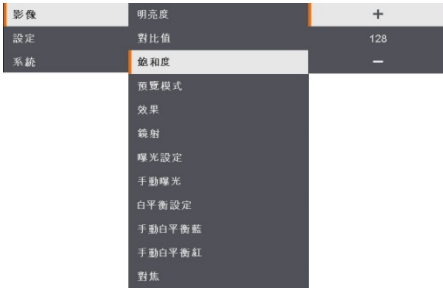 影像
設定
系統
明亮度
對比值
飽和度
預覽模式
效果
鏡射
曝光設定
手動曝光
白平衡設定
手動白平衡藍
手動白平衡紅
對焦
+
128
−